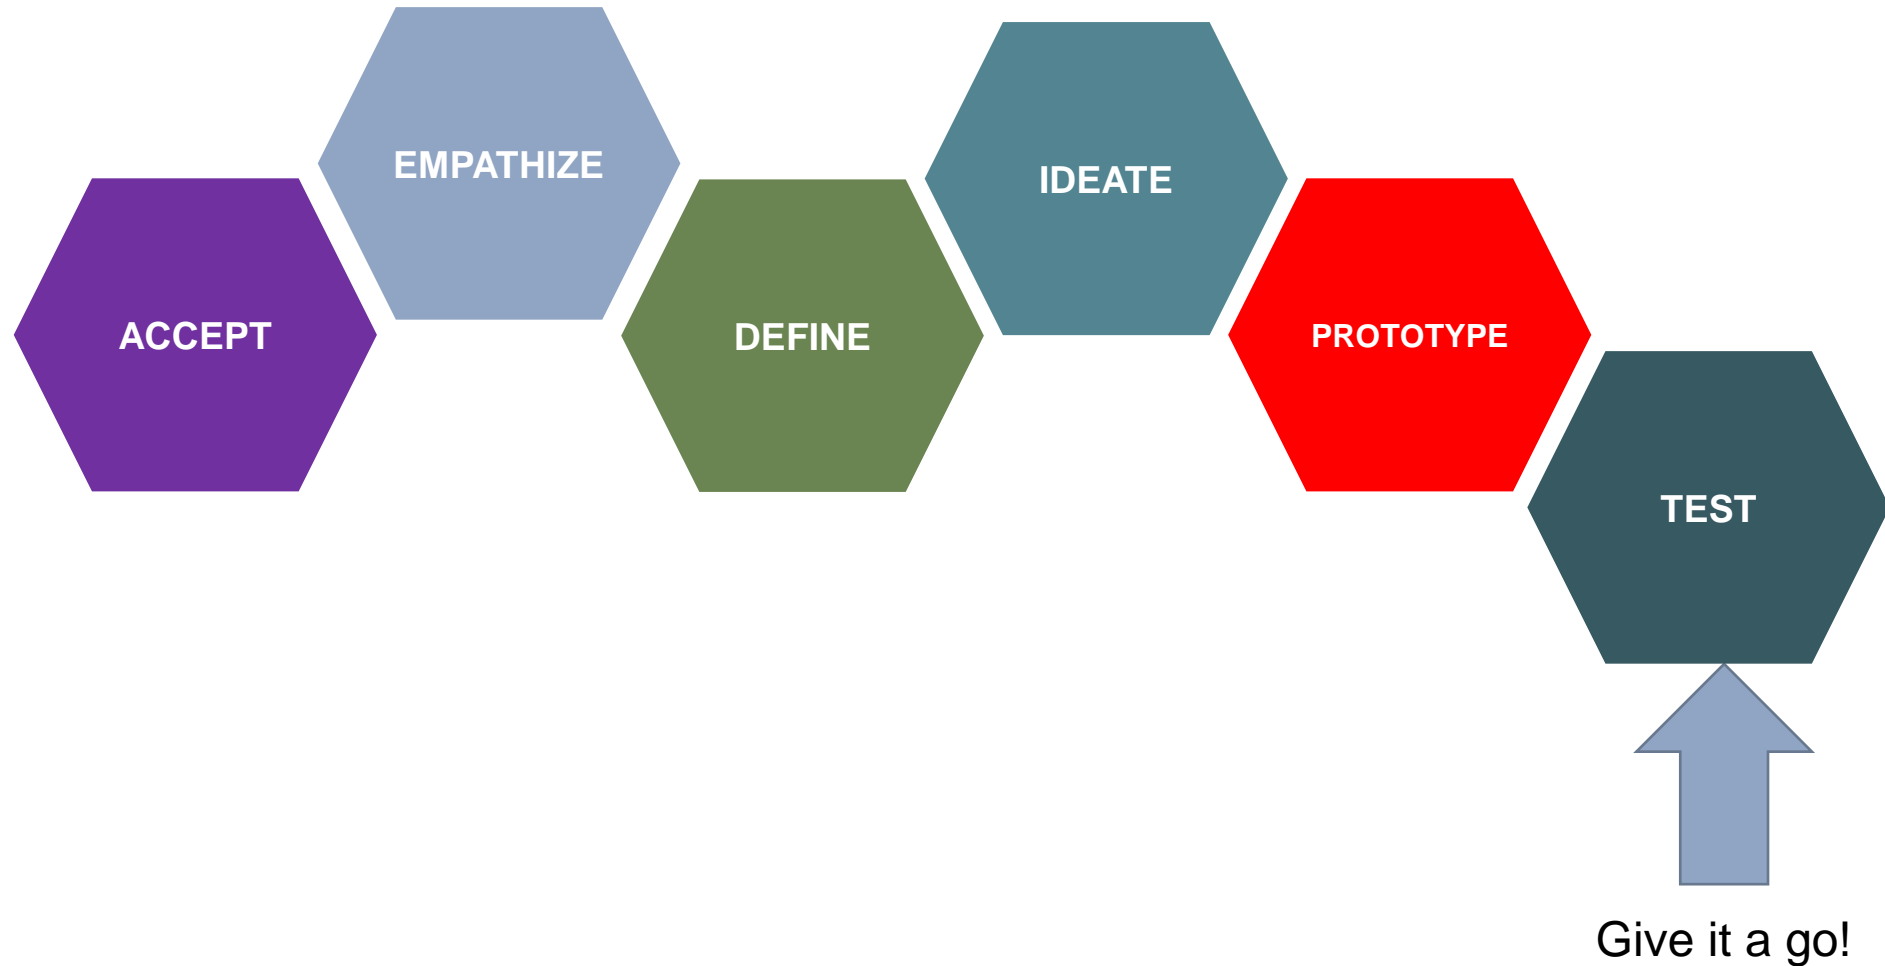 ACCEPT
EMPATHIZE
DEFINE
IDEATE
PROTOTYPE
TEST
Give it a go!